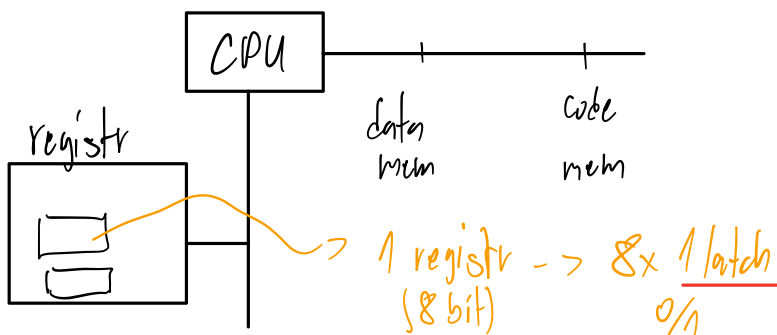 CPU
data
mem
code
mem
registr
1 registr -> 8x 1 latch
(8 bit)
0/1